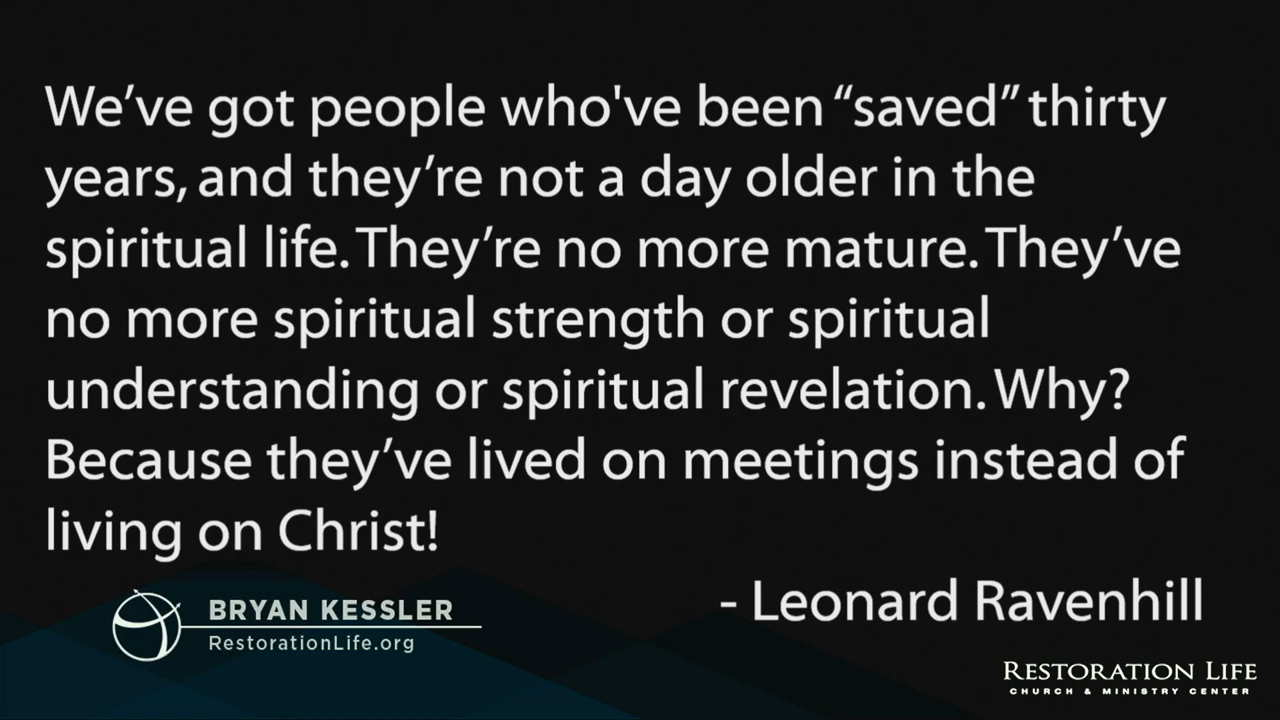 We’ve got people who've been “saved” thirty
years, and they’re not a day older in the
spiritual life. They’re no more mature. They’ve
no more spiritual strength or spiritual
understanding or spiritual revelation. Why?
Because they’ve lived on meetings instead of
living on Christ!
- Leonard Ravenhill
BRYAN KESSLER
RestorationLife.org
RESTORATION LIFE
CHURCH & MINISTRY CENTER